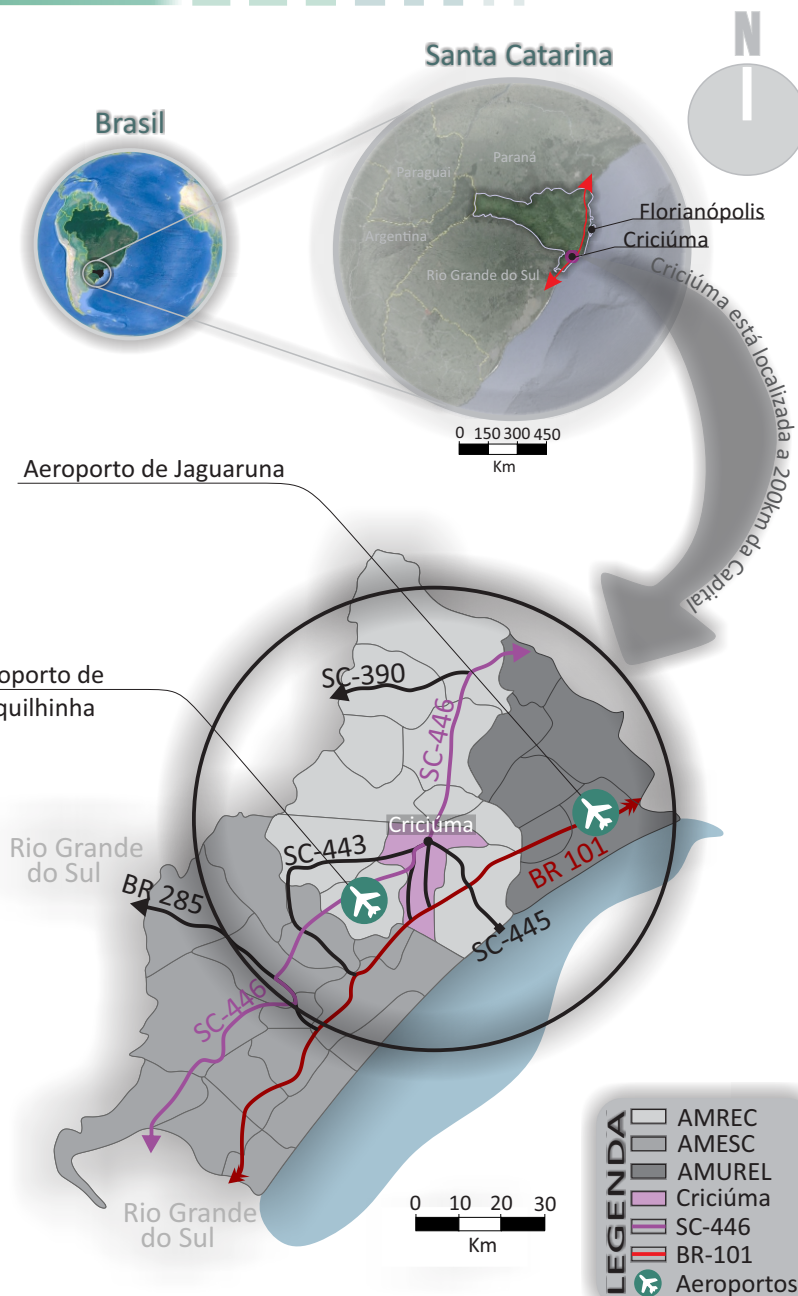 N
Santa Catarina
Brasil
Paraná
Paraguai
Argentina
Rio Grande do Sul
Florianópolis
Criciúma
Criciúma está localizada a 200km da Capital
0 150 300 450
Km
Aeroporto de Jaguaruna
oporto de
quilhinha
SC-390
SC-446
Criciúma
SC-443
BR 101
SC-445
Rio Grande
do Sul
BR 285
SC-446
Rio Grande
do Sul
0 10 20 30
Km
LEGENDA
AMREC
AMESC
AMUREL
Criciúma
SC-446
BR-101
Aeroportos